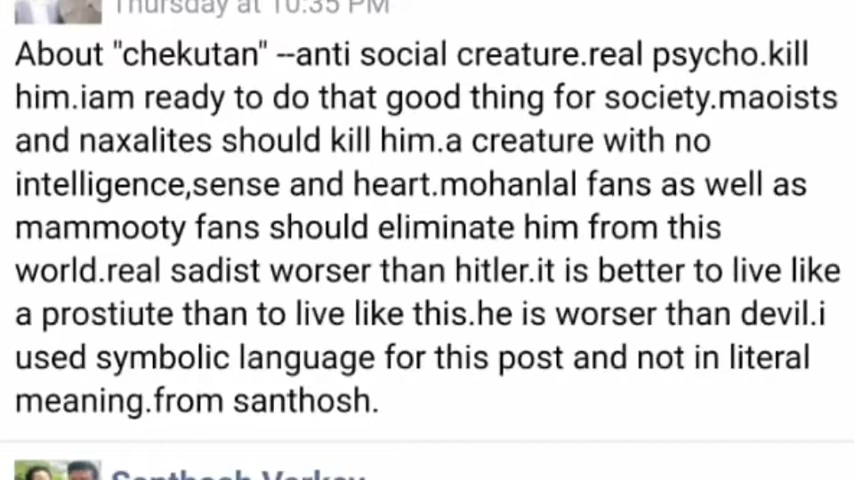 Thursday at 10:35 PM
About "chekutan" --anti social creature.real psycho.kill
him.iam ready to do that good thing for society.maoists
and naxalites should kill him.a creature with no
intelligence,sense and heart.mohanlal fans as well as
mammooty fans should eliminate him from this
world.real sadist worser than hitler.it is better to live like
a prostiute than to live like this.he is worser than devil.i
used symbolic language for this post and not in literal
meaning.from santhosh.
Santhosh Varkey